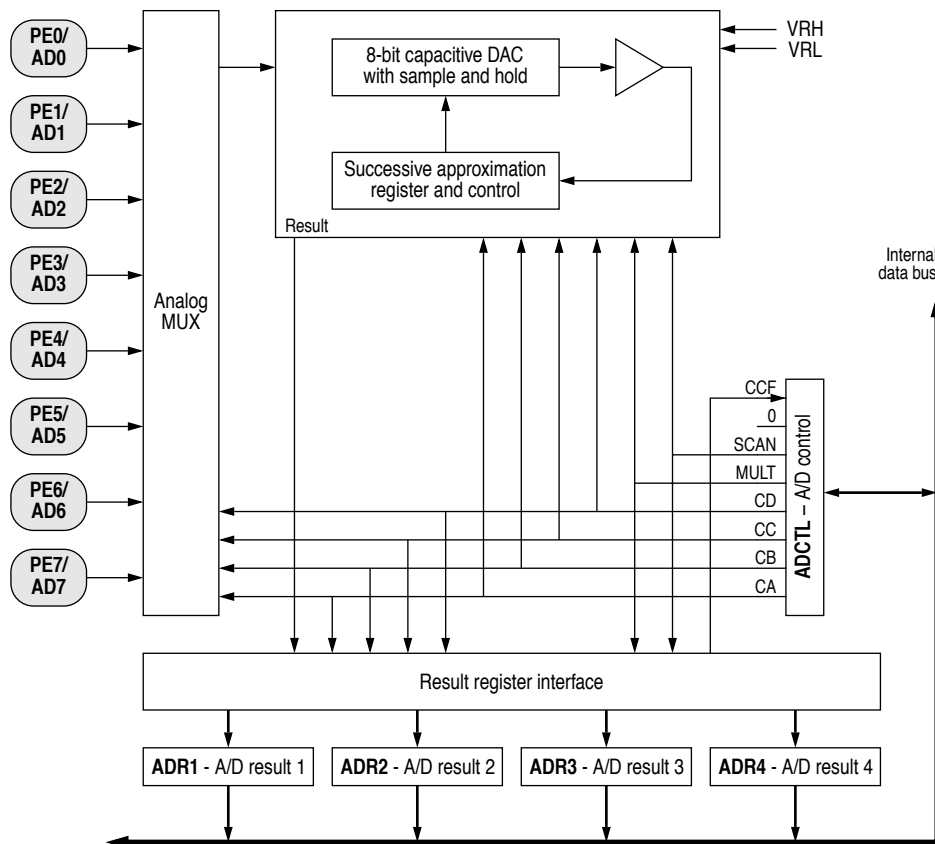 PE0/
AD0
PE1/
AD1
PE2/
AD2
PE3/
AD3
PE4/
AD4
PE5/
AD5
PE6/
AD6
PE7/
AD7
Analog
MUX
8-bit capacitive DAC
with sample and hold
Successive approximation
register and control
Result
VRH
VRL
Internal
data bus
CCF
0
SCAN
MULT
CD
CC
CB
CA
ADCTL – A/D control
Result register interface
ADR1 - A/D result 1
ADR2 - A/D result 2
ADR3 - A/D result 3
ADR4 - A/D result 4